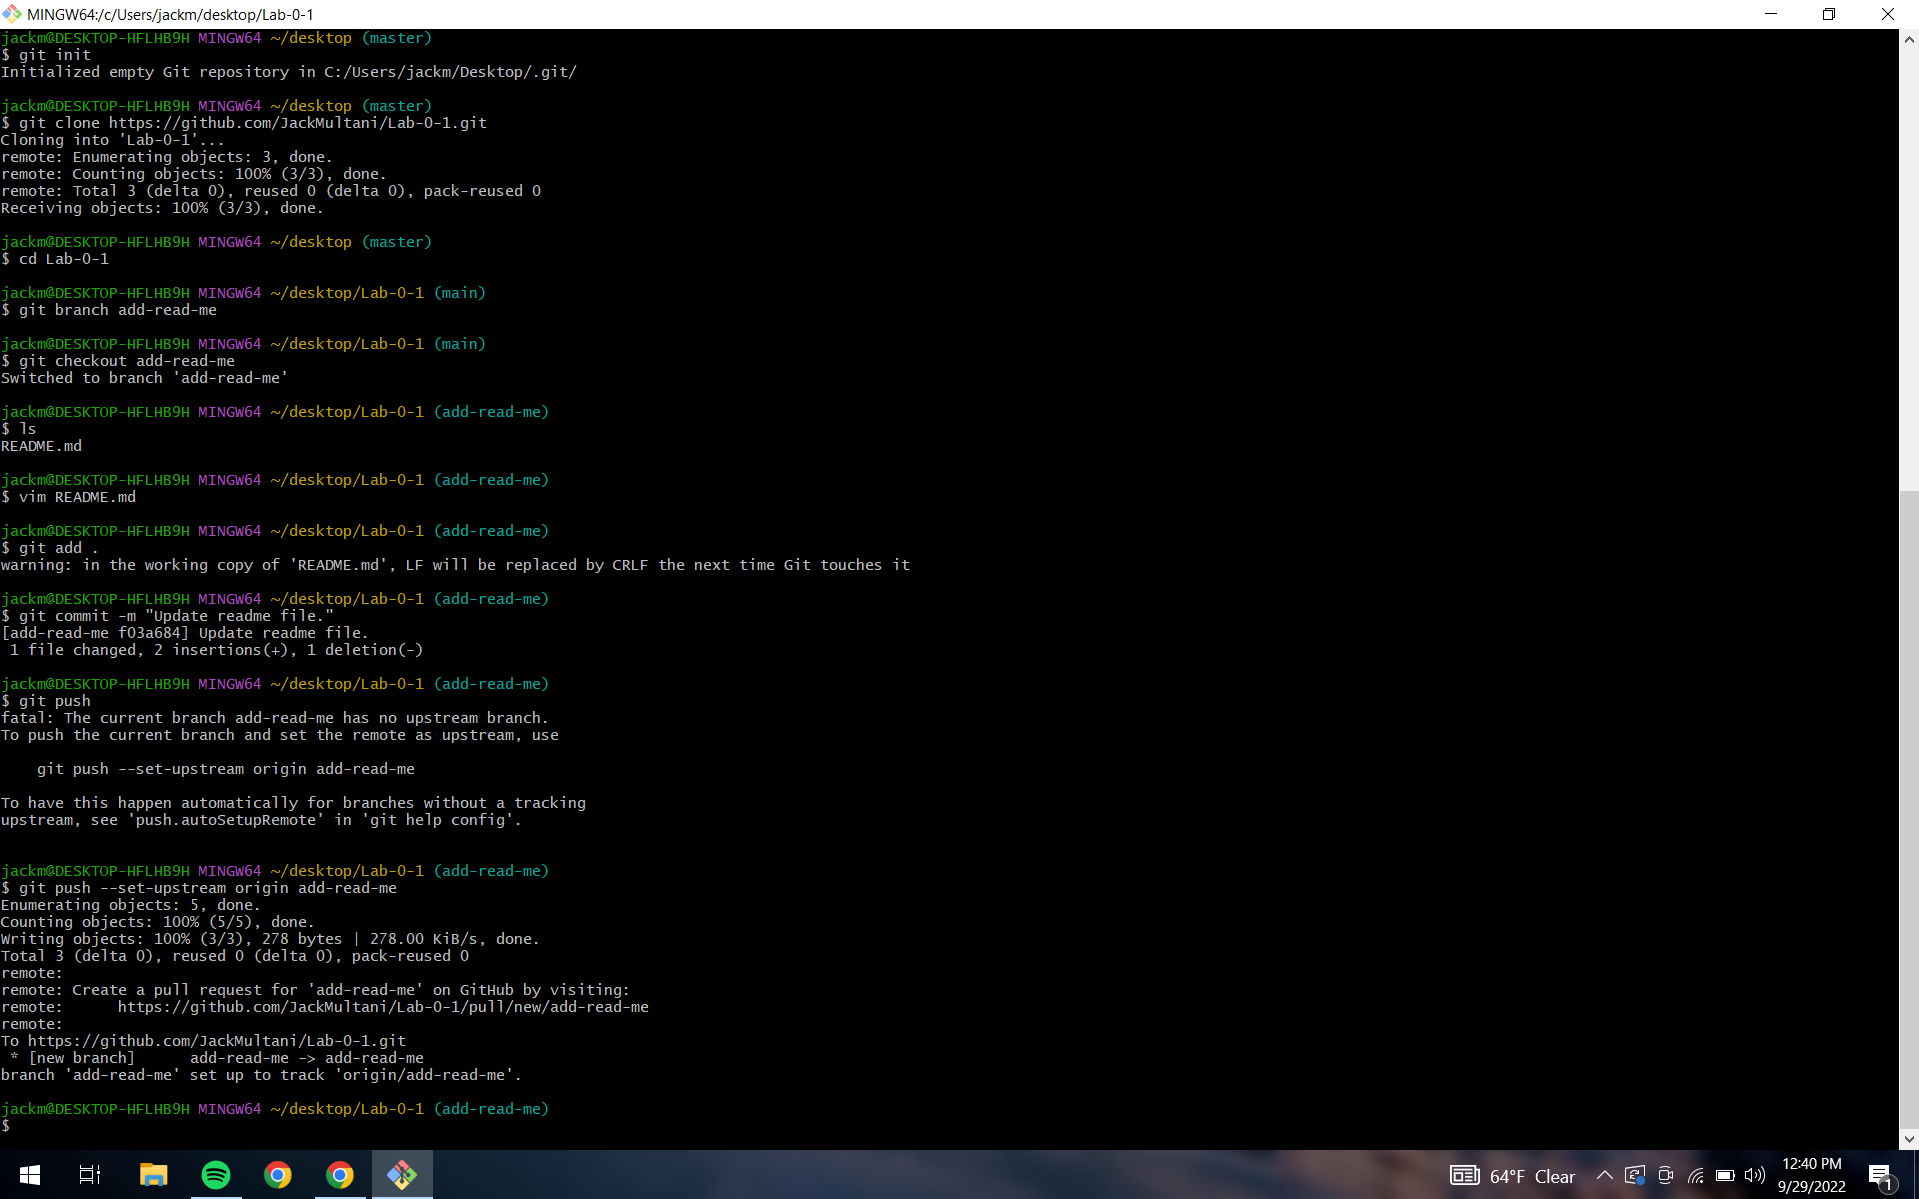 MINGW64:/c/Users/jackm/desktop/Lab-0-1
jackm@DESKTOP-HFLHB9H MINGW64 ~/desktop (master)
$ git init
Initialized empty Git repository in C:/Users/jackm/Desktop/.git/
jackm@DESKTOP-HFLHB9H MINGW64 ~/desktop (master)
$ git clone https://github.com/JackMultani/Lab-0-1.git
Cloning into 'Lab-0-1'...
remote: Enumerating objects: 3, done.
remote: Counting objects: 100% (3/3), done.
remote: Total 3 (delta 0), reused 0 (delta 0), pack-reused 0
Receiving objects: 100% (3/3), done.
jackm@DESKTOP-HFLHB9H MINGW64 ~/desktop (master)
$ cd Lab-0-1
jackm@DESKTOP-HFLHB9H MINGW64 ~/desktop/Lab-0-1 (main)
$ git branch add-read-me
jackm@DESKTOP-HFLHB9H MINGW64 ~/desktop/Lab-0-1 (main)
$ git checkout add-read-me
Switched to branch 'add-read-me'
jackm@DESKTOP-HFLHB9H MINGW64 ~/desktop/Lab-0-1 (add-read-me)
$ ls
README.md
jackm@DESKTOP-HFLHB9H MINGW64 ~/desktop/Lab-0-1 (add-read-me)
$ vim README.md
jackm@DESKTOP-HFLHB9H MINGW64 ~/desktop/Lab-0-1 (add-read-me)
$ git add .
warning: in the working copy of 'README.md', LF will be replaced by CRLF the next time Git touches it
jackm@DESKTOP-HFLHB9H MINGW64 ~/desktop/Lab-0-1 (add-read-me)
$ git commit -m "Update readme file."
[add-read-me f03a684] Update readme file.
 1 file changed, 2 insertions(+), 1 deletion(-)
jackm@DESKTOP-HFLHB9H MINGW64 ~/desktop/Lab-0-1 (add-read-me)
$ git push
fatal: The current branch add-read-me has no upstream branch.
To push the current branch and set the remote as upstream, use
    git push --set-upstream origin add-read-me
To have this happen automatically for branches without a tracking
upstream, see 'push.autoSetupRemote' in 'git help config'.
jackm@DESKTOP-HFLHB9H MINGW64 ~/desktop/Lab-0-1 (add-read-me)
$ git push --set-upstream origin add-read-me
Enumerating objects: 5, done.
Counting objects: 100% (5/5), done.
Writing objects: 100% (3/3), 278 bytes | 278.00 KiB/s, done.
Total 3 (delta 0), reused 0 (delta 0), pack-reused 0
remote:
remote: Create a pull request for 'add-read-me' on GitHub by visiting:
remote:      https://github.com/JackMultani/Lab-0-1/pull/new/add-read-me
remote:
To https://github.com/JackMultani/Lab-0-1.git
 * [new branch]      add-read-me -> add-read-me
branch 'add-read-me' set up to track 'origin/add-read-me'.
jackm@DESKTOP-HFLHB9H MINGW64 ~/desktop/Lab-0-1 (add-read-me)
$
64°F Clear
12:40 PM
9/29/2022
1